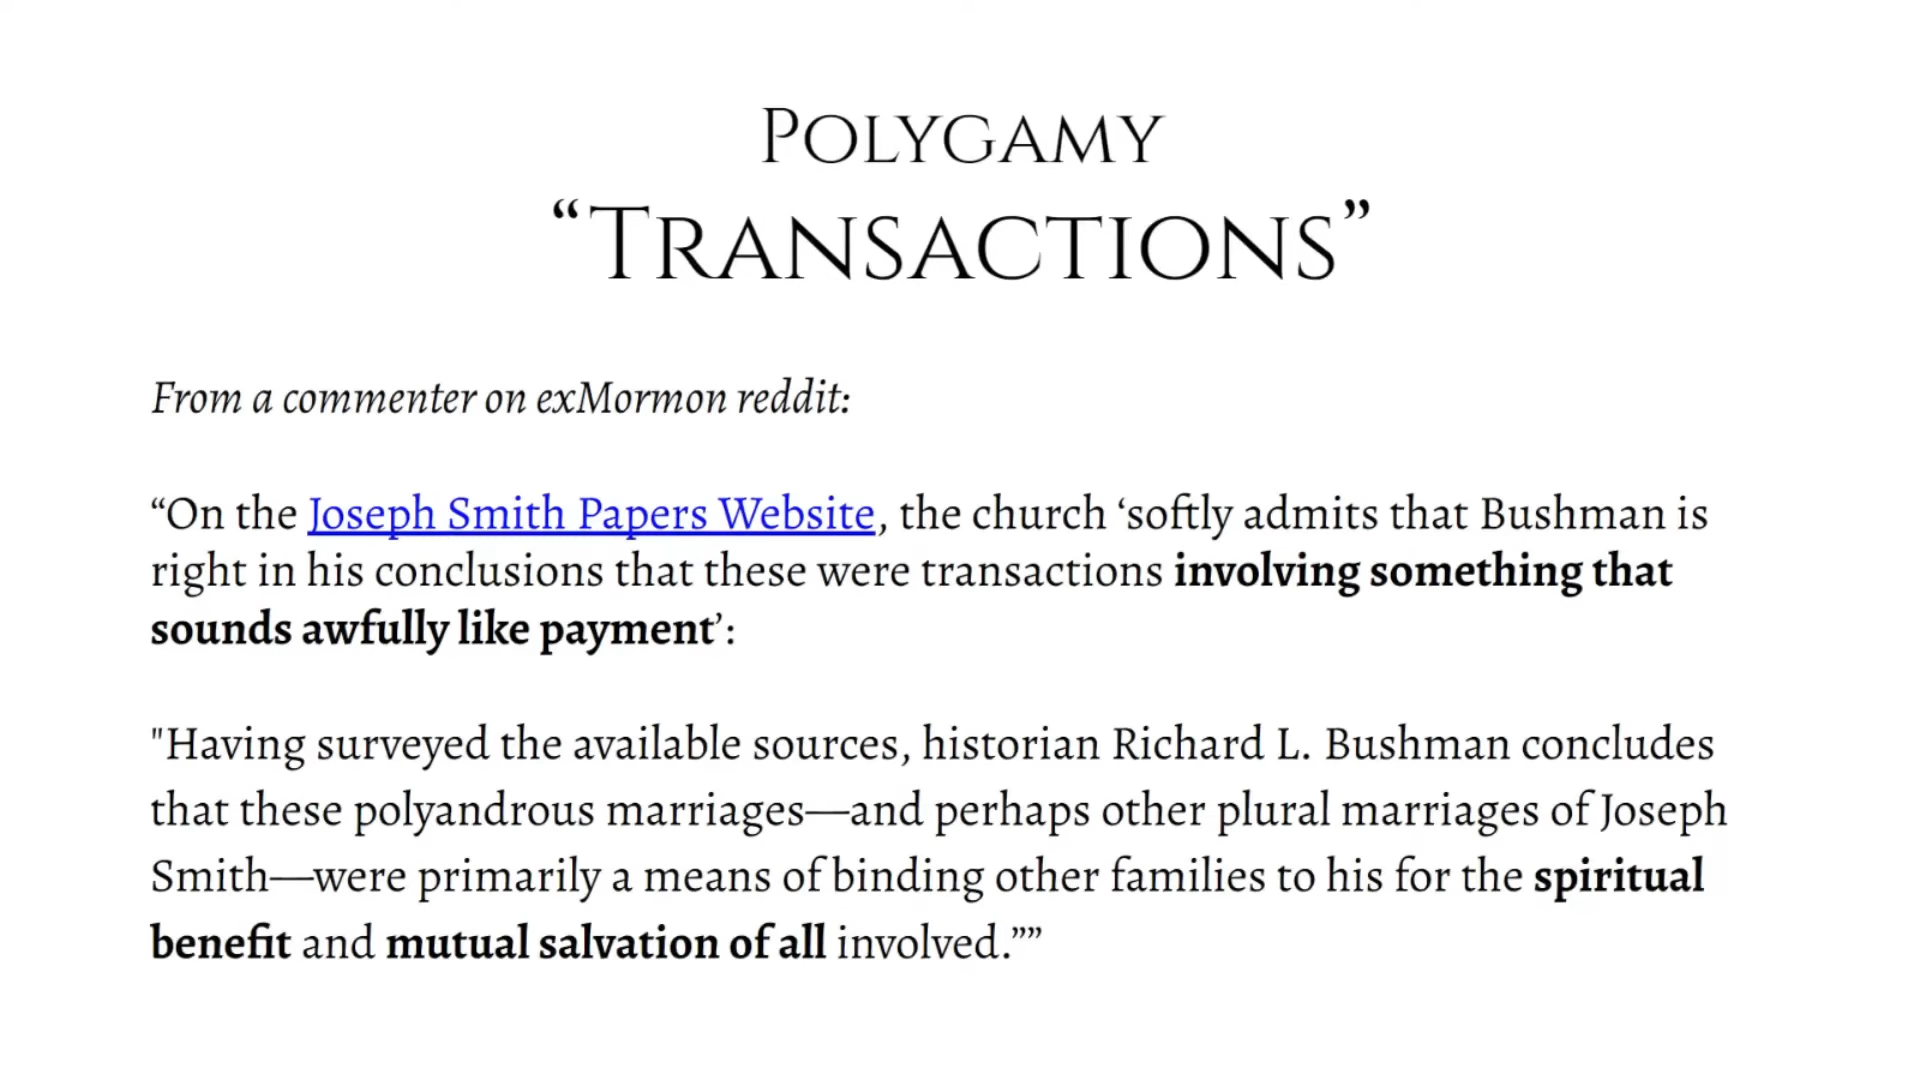 POLYGAMY
“TRANSACTIONS”
From a commenter on exMormon reddit:
“On the Joseph Smith Papers Website, the church ‘softly admits that Bushman is
right in his conclusions that these were transactions involving something that
sounds awfully like payment’:
"Having surveyed the available sources, historian Richard L. Bushman concludes
that these polyandrous marriages—and perhaps other plural marriages of Joseph
Smith—were primarily a means of binding other families to his for the spiritual
benefit and mutual salvation of all involved.””